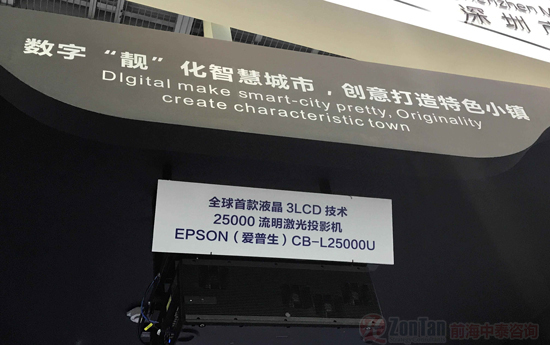 深圳
数字“靓”化智慧城市，创意打造特色小镇
DIgital make smart-city pretty, Originality
create characteristic town
全球首款液晶 3LCD 技术
25000 流明激光投影机
EPSON（爱普生）CB-L25000U
ZonTan 前海中泰咨询